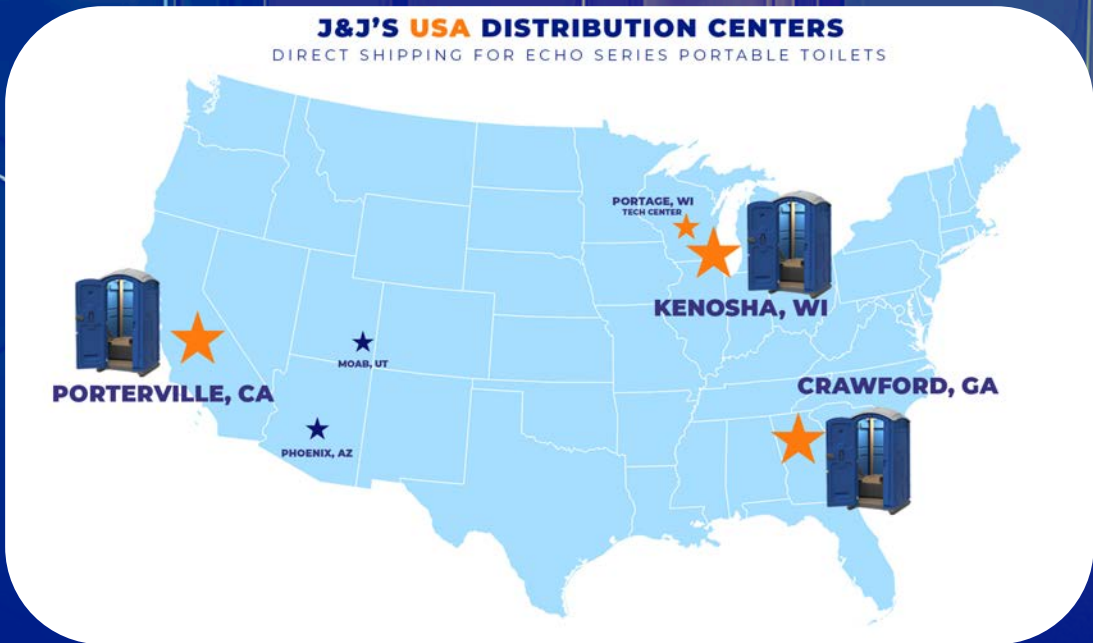 J&J'S USA DISTRIBUTION CENTERS
DIRECT SHIPPING FOR ECHO SERIES PORTABLE TOILETS
PORTAGE, WI
TECH CENTER
KENOSHA, WI
MOAB, UT
PORTERVILLE, CA
CRAWFORD, GA
PHOENIX, AZ